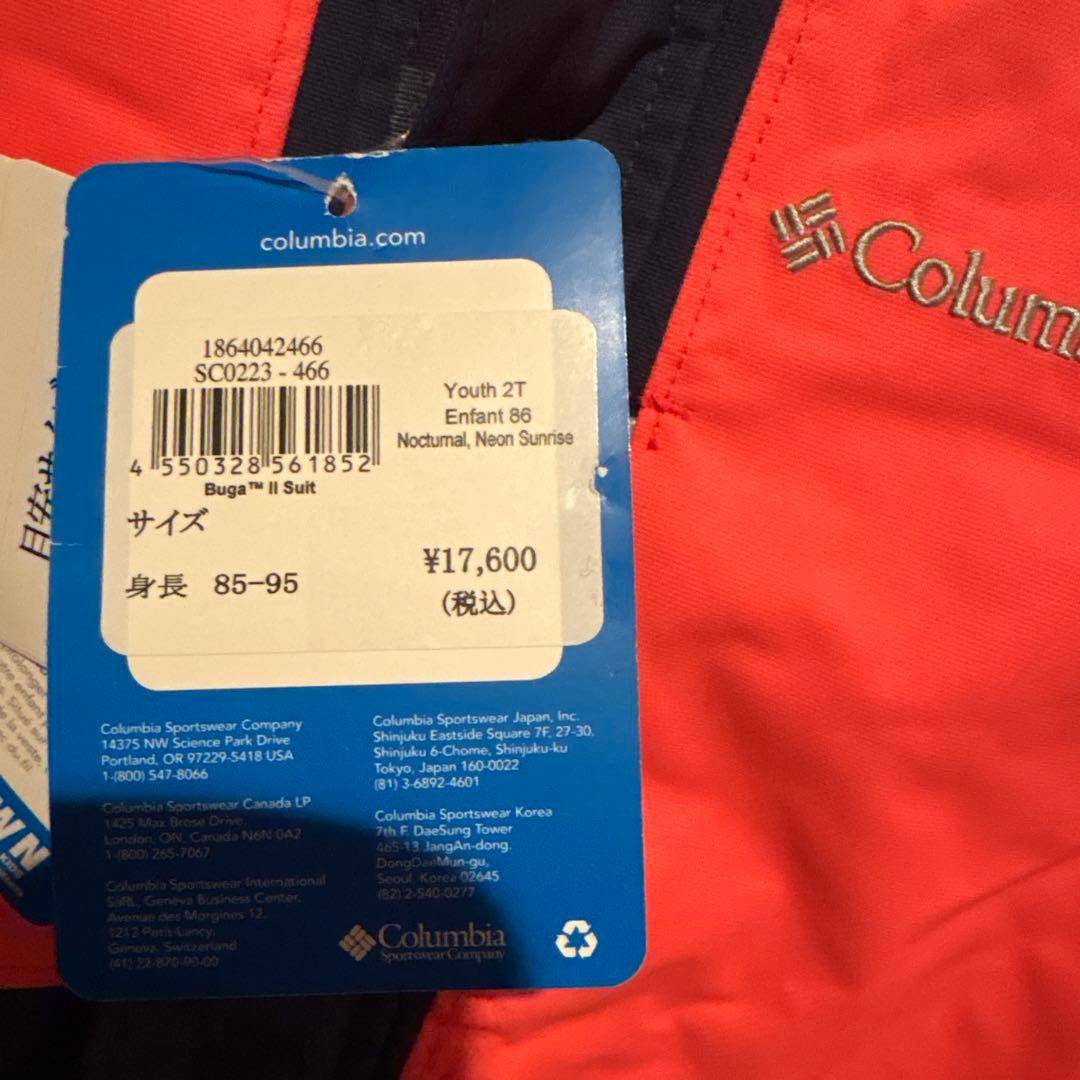 columbia.com
1864042466
SC0223 - 466
4 550328 561852
Buga™ II Suit
Youth 2T
Enfant 86
Nocturnal, Neon Sunrise
サイズ
身長 85-95
¥17,600
(税込)
Columbia Sportswear Company
14375 NW Science Park Drive
Portland, OR 97229-5418 USA
1-(800) 547-8066
Columbia Sportswear Canada LP
1425 Max Brose Drive,
London, ON, Canada N6N 0A2
1-(800) 265-7067
Columbia Sportswear International
SàRL, Geneva Business Center,
Avenue des Morgines 12,
1213 Petit-Lancy,
Geneva, Switzerland
(41) 22-870-90-00
Columbia Sportswear Japan, Inc.
Shinjuku Eastside Square 7F, 27-30,
Shinjuku 6-Chome, Shinjuku-ku
Tokyo, Japan 160-0022
(81) 3-6892-4601
Columbia Sportswear Korea
7th F. DaeSung Tower
465-13 JangAn-dong,
DongDaeMun-gu,
Seoul, Korea 02645
(82) 2-540-0277
Columbia
Sportswear Company
Colum